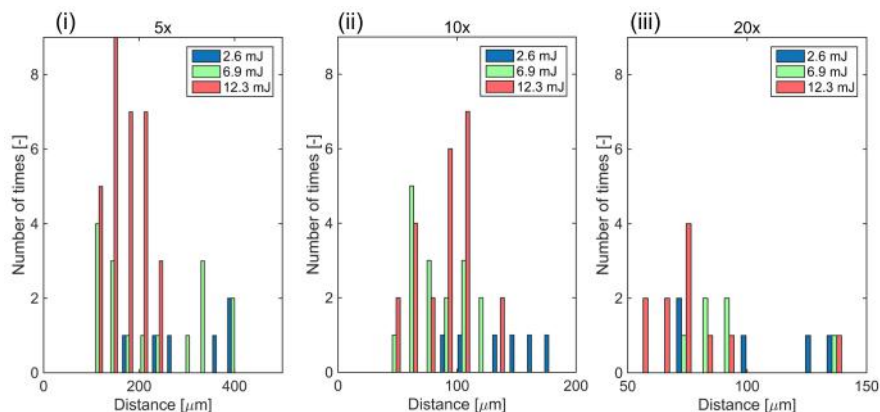 (i)
5x
2.6 mJ
6.9 mJ
12.3 mJ
Number of times [-]
8
6
4
2
0
0
200
400
Distance [μm]
(ii)
10x
2.6 mJ
6.9 mJ
12.3 mJ
Number of times [-]
8
6
4
2
0
0
100
200
Distance [μm]
(iii)
20x
2.6 mJ
6.9 mJ
12.3 mJ
Number of times [-]
8
6
4
2
0
50
100
150
Distance [μm]